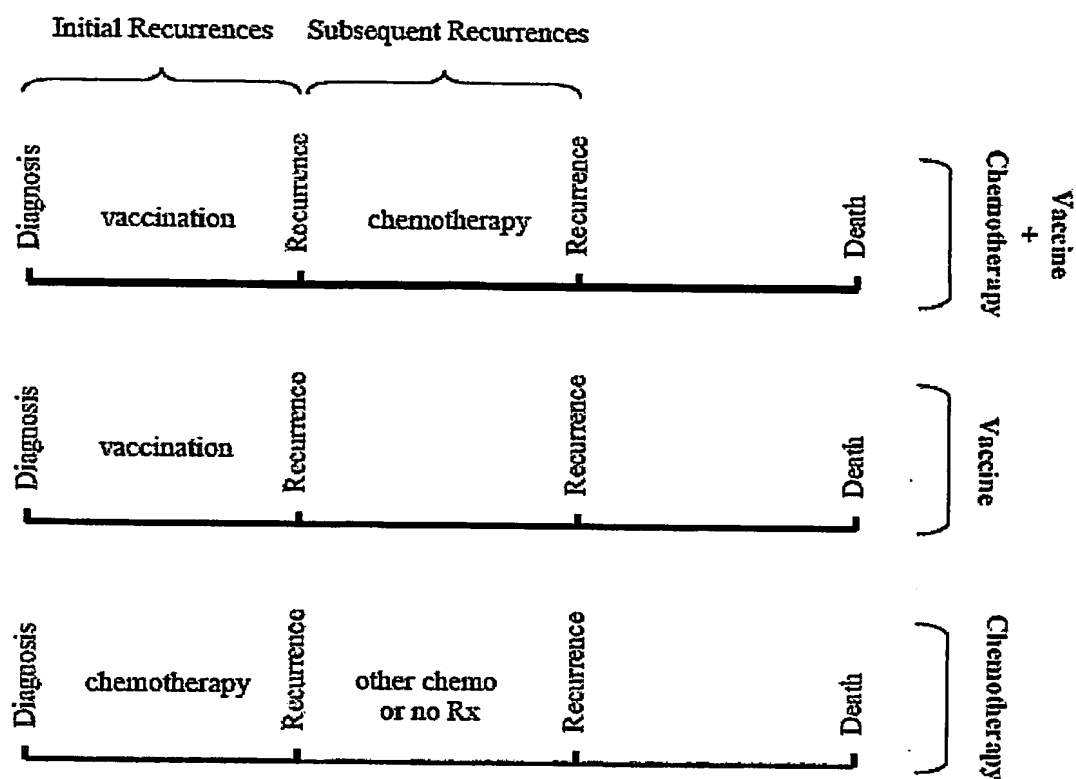 Initial Recurrences Subsequent Recurrences
Diagnosis
vaccination
Recurrence
chemotherapy
Recurrence
Death
Vaccine
+
Chemotherapy
Diagnosis
vaccination
Recurrence
Recurrence
Death
Vaccine
Diagnosis
chemotherapy
Recurrence
other chemo
or no Rx
Recurrence
Death
Chemotherapy